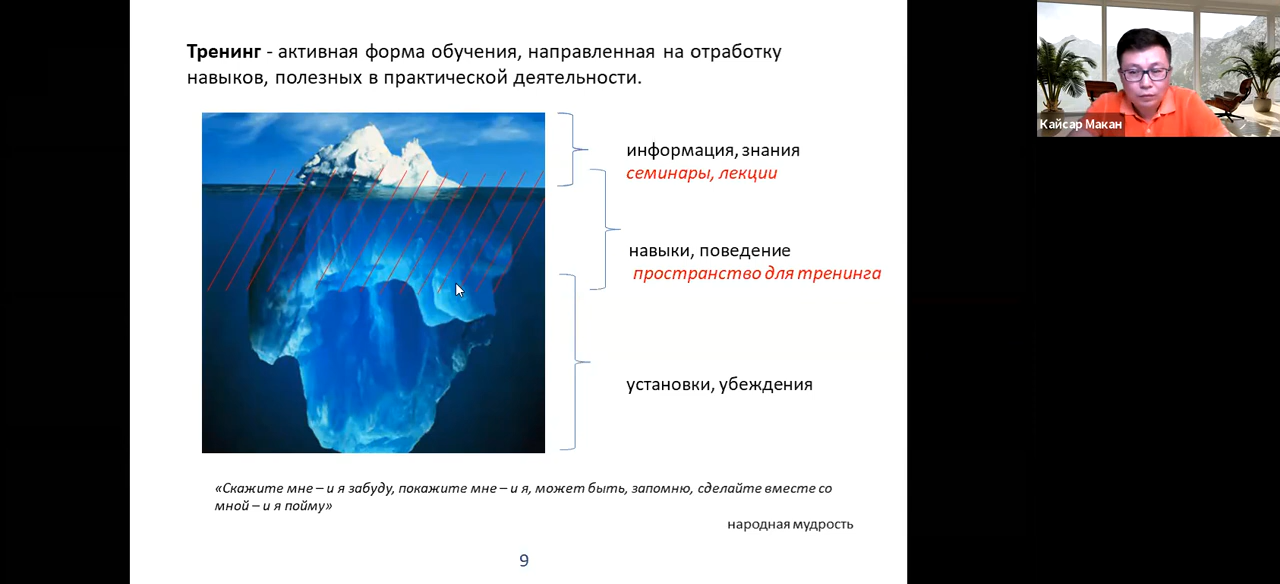 Тренинг - активная форма обучения, направленная на отработку
навыков, полезных в практической деятельности.
Кайсар Макан
информация, знания
семинары, лекции
навыки, поведение
пространство для тренинга
установки, убеждения
«Скажите мне – и я забуду, покажите мне – и я, может быть, запомню, сделайте вместе со
мной – и я пойму»
народная мудрость
9